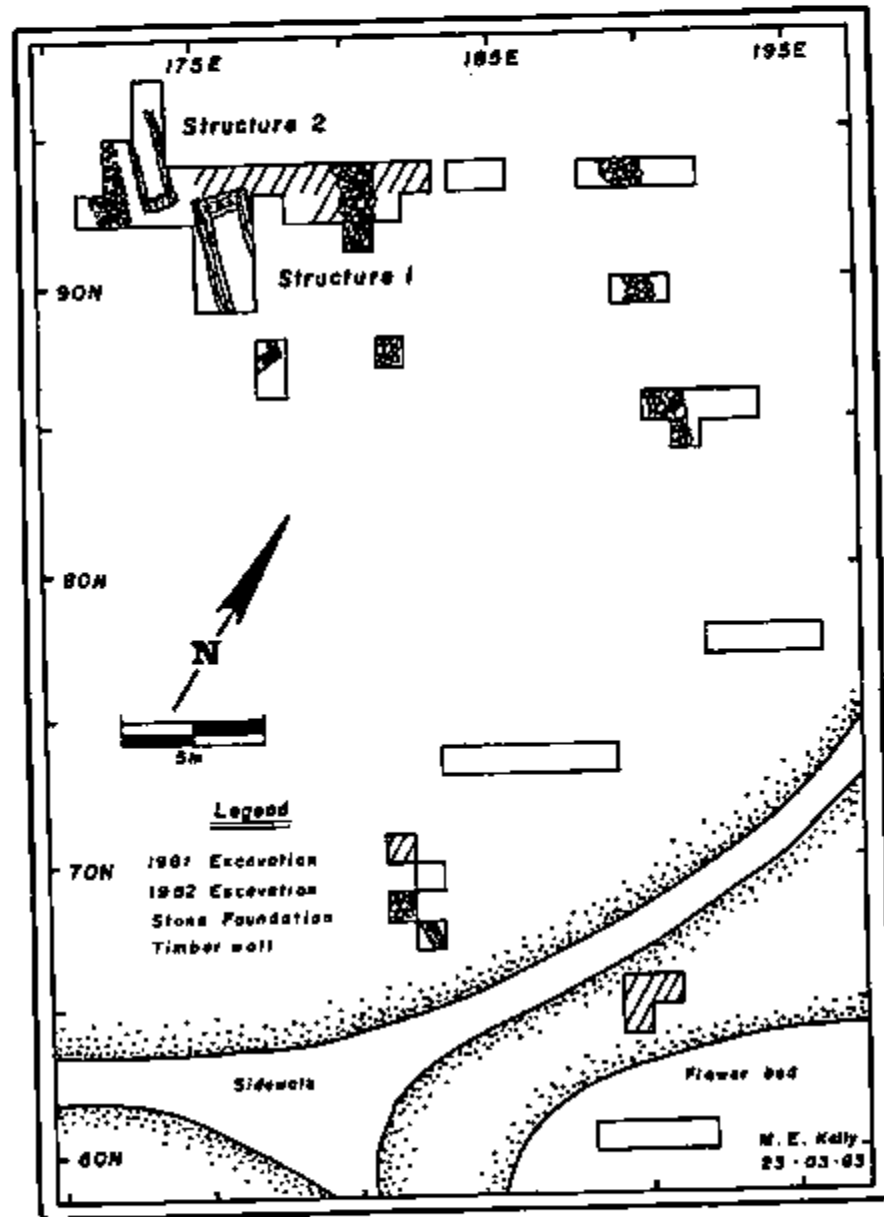 175E 185E 195E
Structure 2
Structure 1
90N
80N
N
5m
Legend
70N
1981 Excavation
1982 Excavation
Stone Foundation
Timber wall
Sidewalk
Flower bed
60N
M. E. Kelly
23-03-83